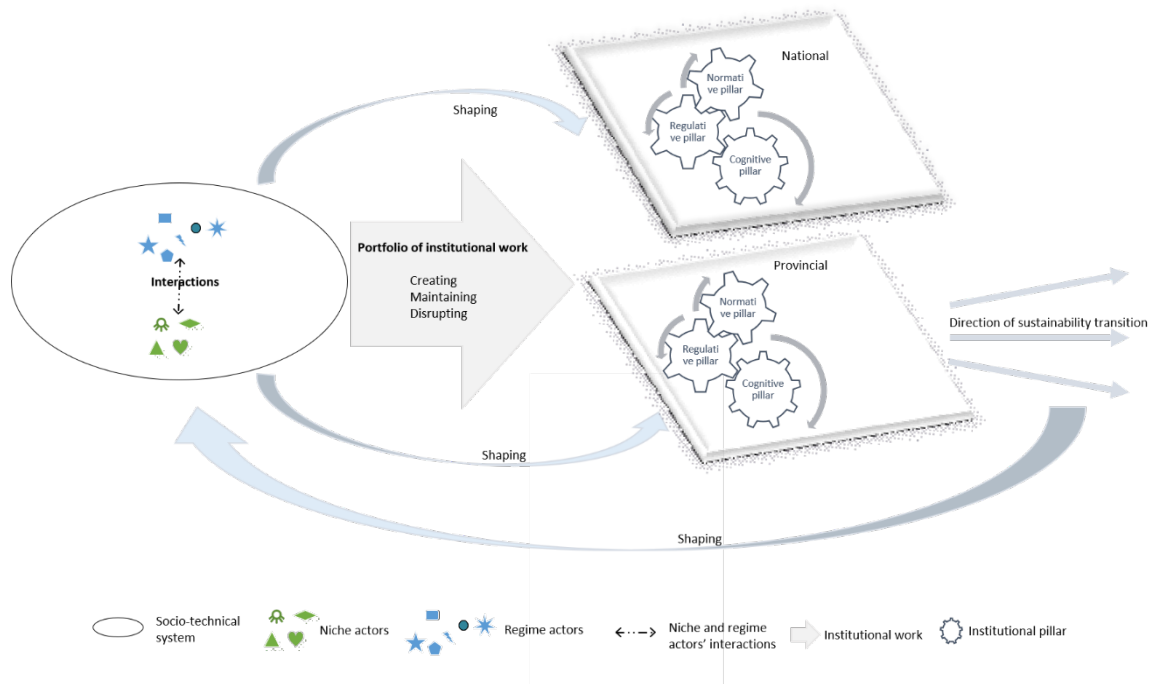 National
Normati
ve pillar
Regulati
ve pillar
Cognitive
pillar
Shaping
Portfolio of institutional work
Creating
Maintaining
Disrupting
Interactions
Provincial
Normati
ve pillar
Regulati
ve pillar
Cognitive
pillar
Direction of sustainability transition
Shaping
Shaping
Socio-technical
system
Niche actors
Regime actors
Niche and regime
actors' interactions
Institutional work
Institutional pillar